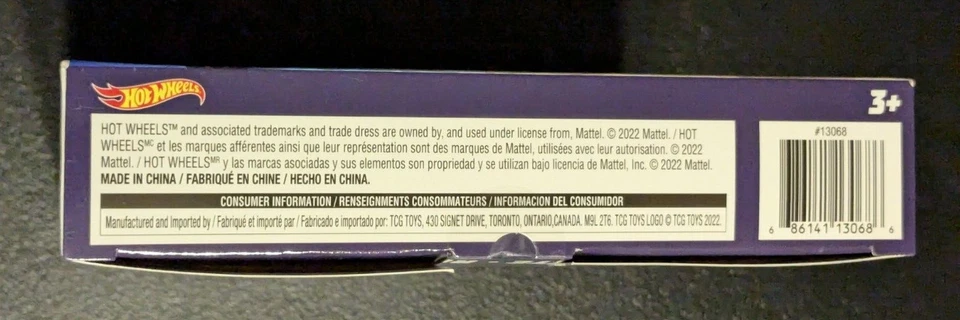 HOT WHEELS
3+
HOT WHEELS™ and associated trademarks and trade dress are owned by, and used under license from, Mattel. © 2022 Mattel. / HOT
WHEELSᴹᶜ et les marques afférentes ainsi que leur représentation sont des marques de Mattel, utilisées avec leur autorisation. © 2022
Mattel. / HOT WHEELSᴹᴿ y las marcas asociadas y sus elementos son propriedad y se utilizan bajo licencia de Mattel, Inc. © 2022 Mattel.
MADE IN CHINA / FABRIQUÉ EN CHINE / HECHO EN CHINA.
CONSUMER INFORMATION / RENSEIGNMENTS CONSOMMATEURS / INFORMACION DEL CONSUMIDOR
Manufactured and Imported by / Fabriqué et importé par / Fabricado e importado por: TCG TOYS, 430 SIGNET DRIVE, TORONTO, ONTARIO,CANADA. M9L 2T6. TCG TOYS LOGO © TCG TOYS 2022.
#13068
6 86141 13068 6